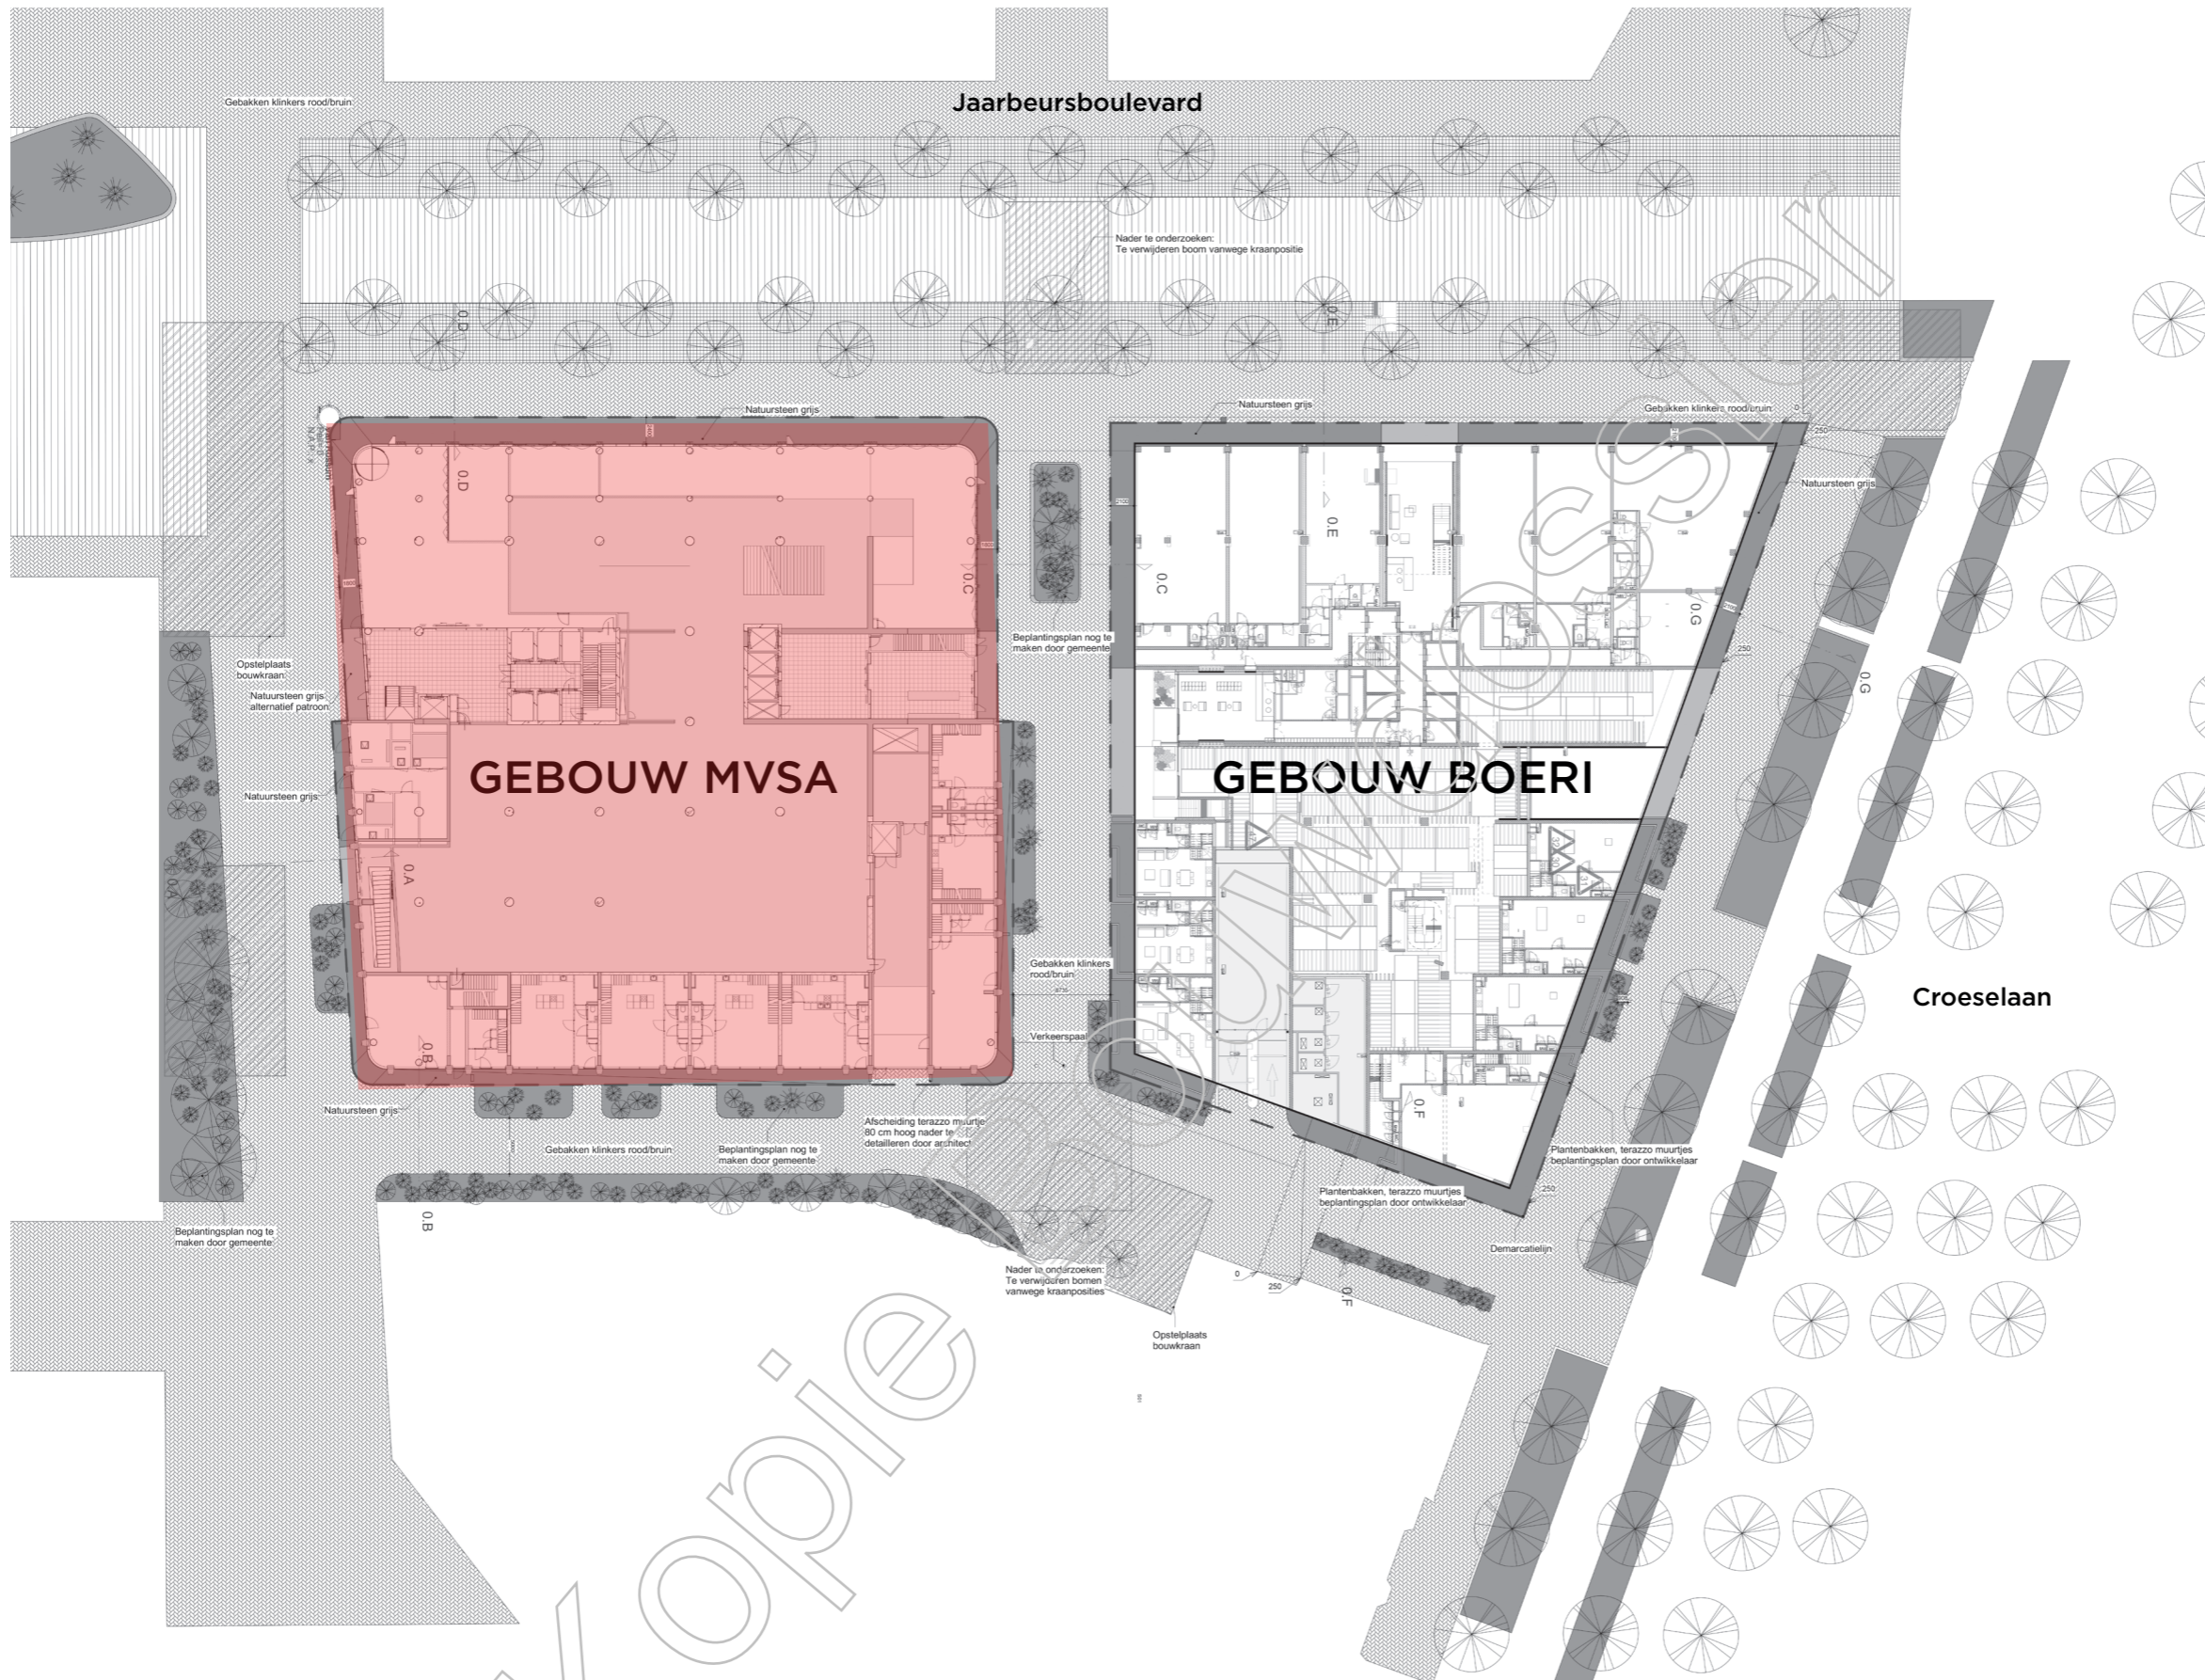 Gebakken klinkers rood/bruin
Jaarbeursboulevard
Nader te onderzoeken:
Te verwijderen boom vanwege kraanpositie
0.D
0.E
Natuursteen grijs
Natuursteen grijs
Gebakken klinkers rood/bruin
0
250
Natuursteen grijs
0.D
0.E
0.C
0.C
0.G
Beplantingsplan nog te
maken door gemeente
250
0.G
Opstelplaats
bouwkraan
Natuursteen grijs
alternatief patroon
GEBOUW MVSA
GEBOUW BOERI
Natuursteen grijs
0.A
0.A
Gebakken klinkers
rood/bruin
Croeselaan
Verkeerspaal
0.B
0.F
Natuursteen grijs
Afscheiding terazzo muurtje
80 cm hoog nader te
detailleren door architect
Gebakken klinkers rood/bruin
Beplantingsplan nog te
maken door gemeente
Plantenbakken, terazzo muurtjes
beplantingsplan door ontwikkelaar
Plantenbakken, terazzo muurtjes
beplantingsplan door ontwikkelaar
250
0.B
Beplantingsplan nog te
maken door gemeente
Demarcatielijn
Nader te onderzoeken:
Te verwijderen bomen
vanwege kraanposities
0
250
0.F
Opstelplaats
bouwkraan
Kopie bouwdossier